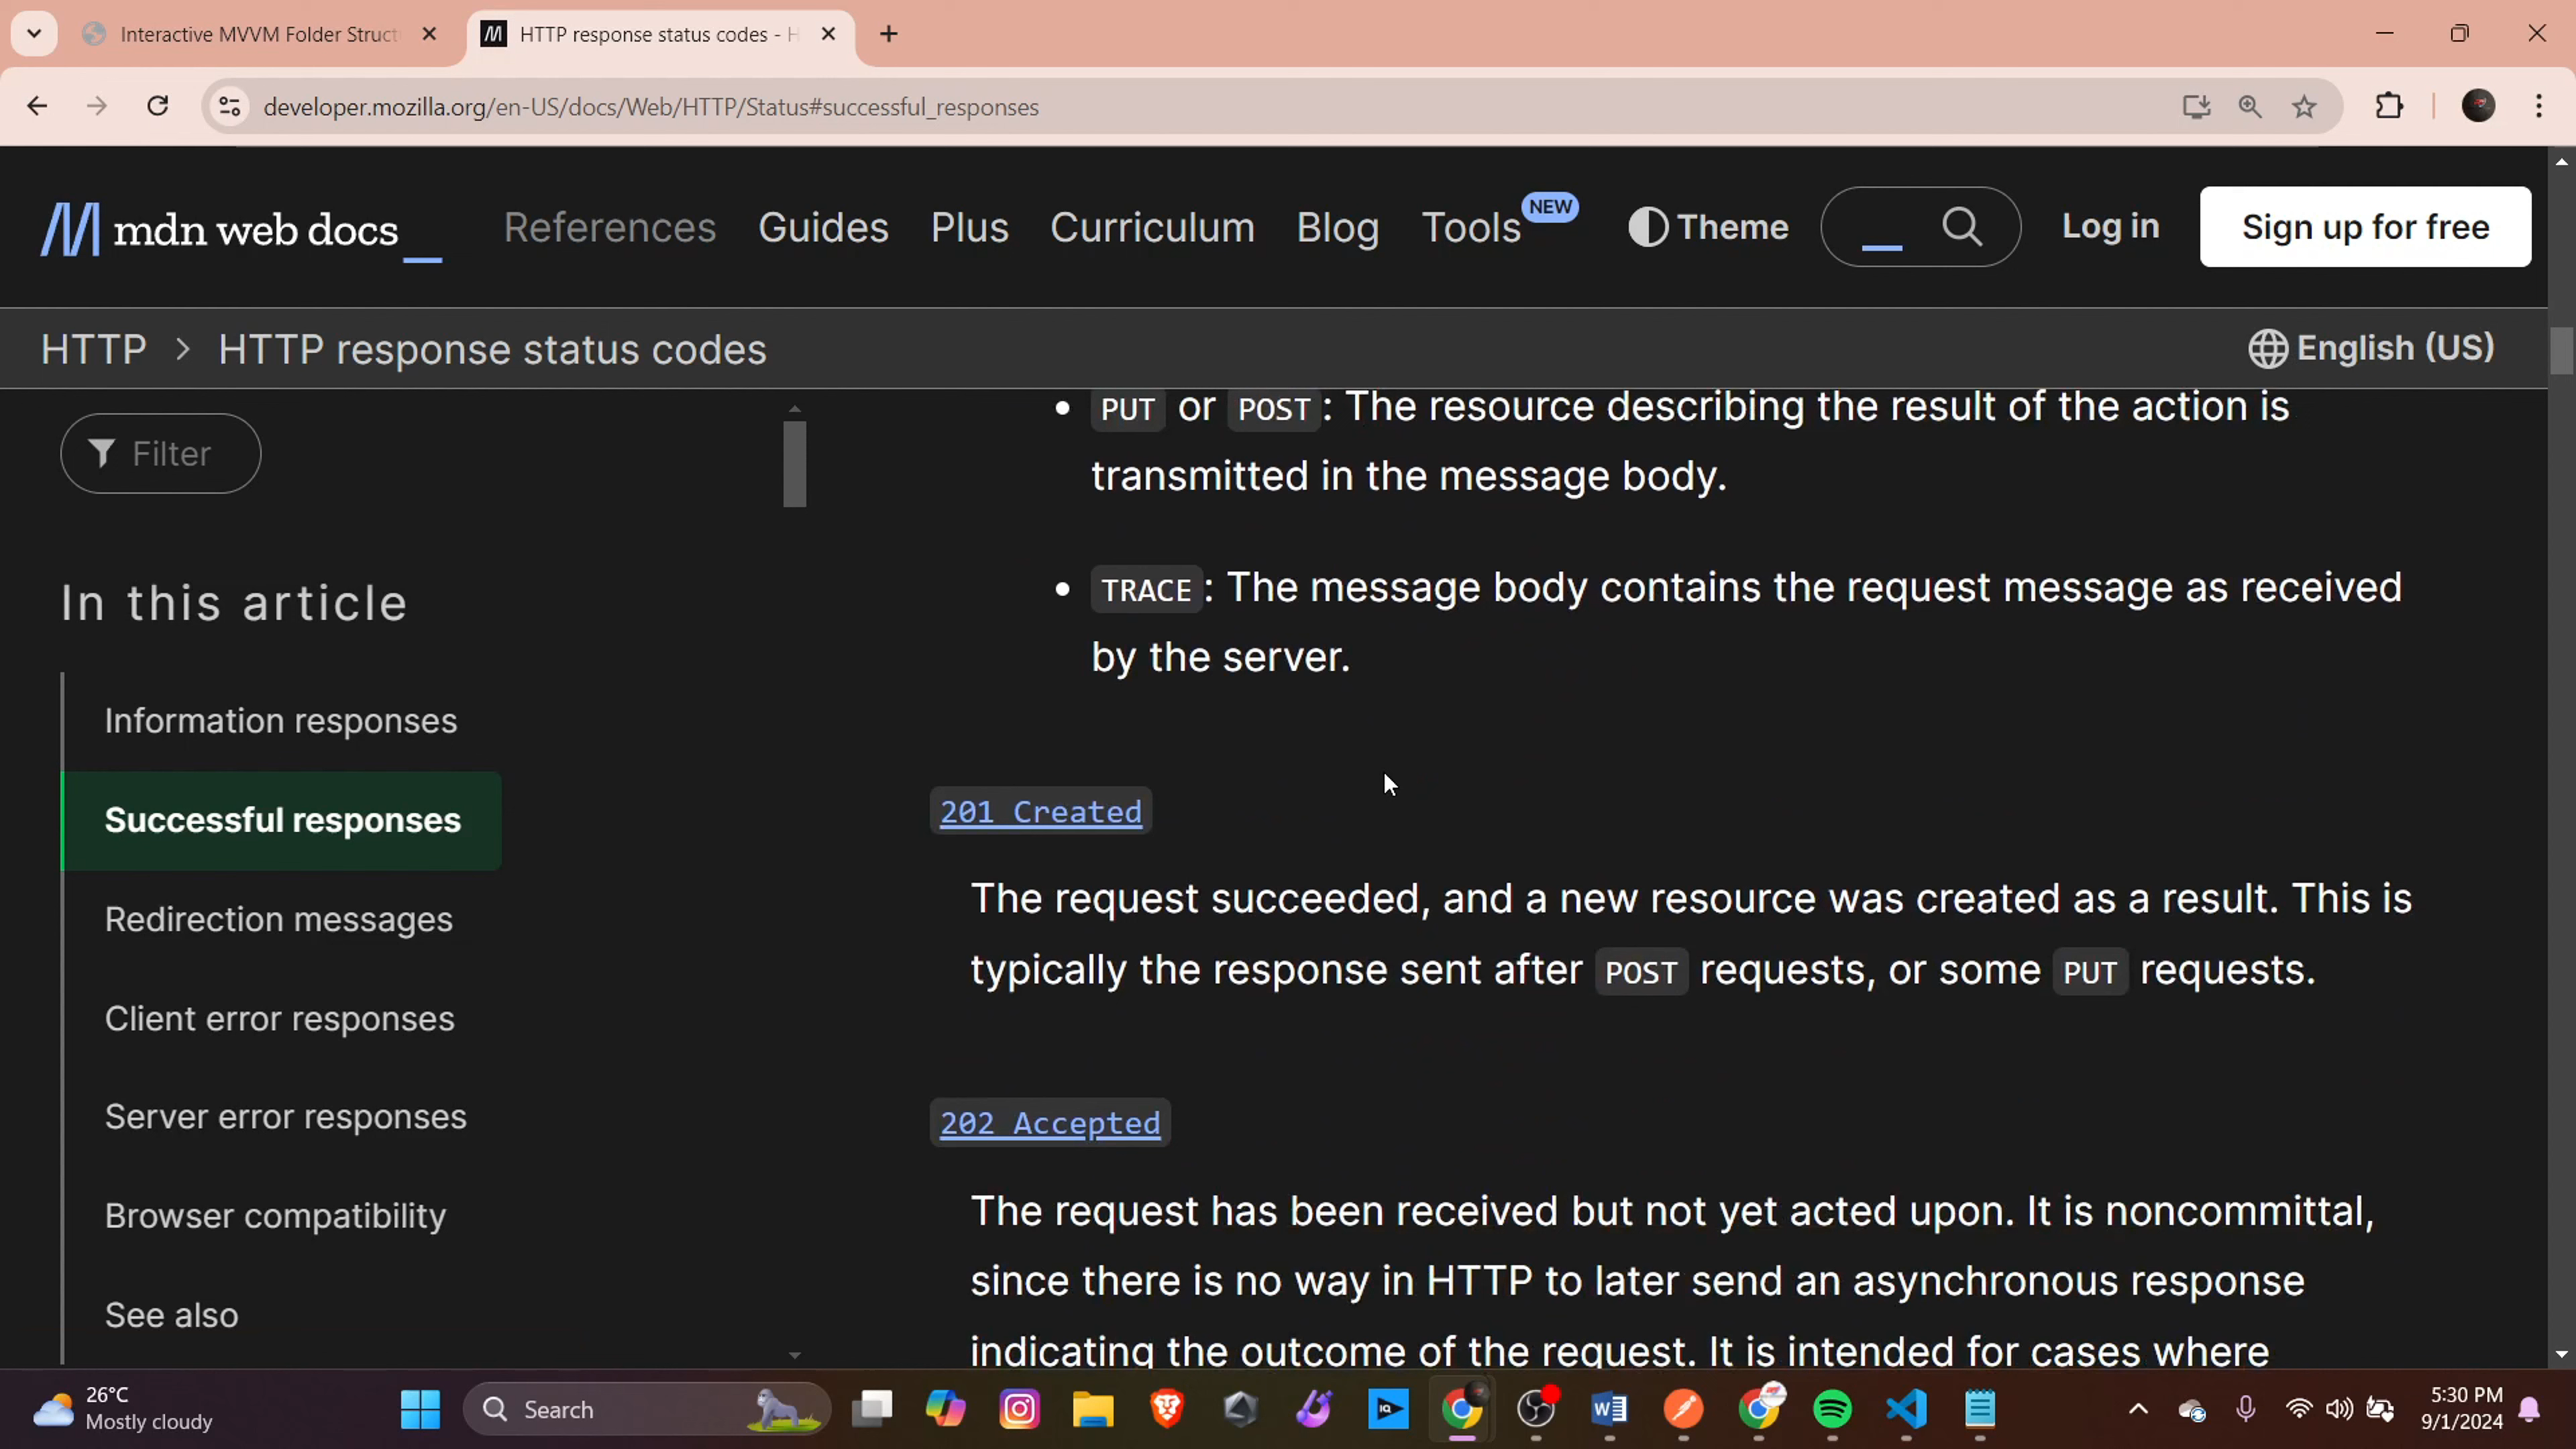 Interactive MVVM Folder Struct
HTTP response status codes - H
developer.mozilla.org/en-US/docs/Web/HTTP/Status#successful_responses
mdn web docs_
References
Guides
Plus
Curriculum
Blog
Tools
NEW
Theme
Log in
Sign up for free
HTTP > HTTP response status codes
English (US)
Filter
In this article
Information responses
Successful responses
Redirection messages
Client error responses
Server error responses
Browser compatibility
See also
• PUT or POST: The resource describing the result of the action is
transmitted in the message body.
• TRACE: The message body contains the request message as received
by the server.
201 Created
The request succeeded, and a new resource was created as a result. This is
typically the response sent after POST requests, or some PUT requests.
202 Accepted
The request has been received but not yet acted upon. It is noncommittal,
since there is no way in HTTP to later send an asynchronous response
indicating the outcome of the request. It is intended for cases where
26°C
Mostly cloudy
Search
5:30 PM
9/1/2024